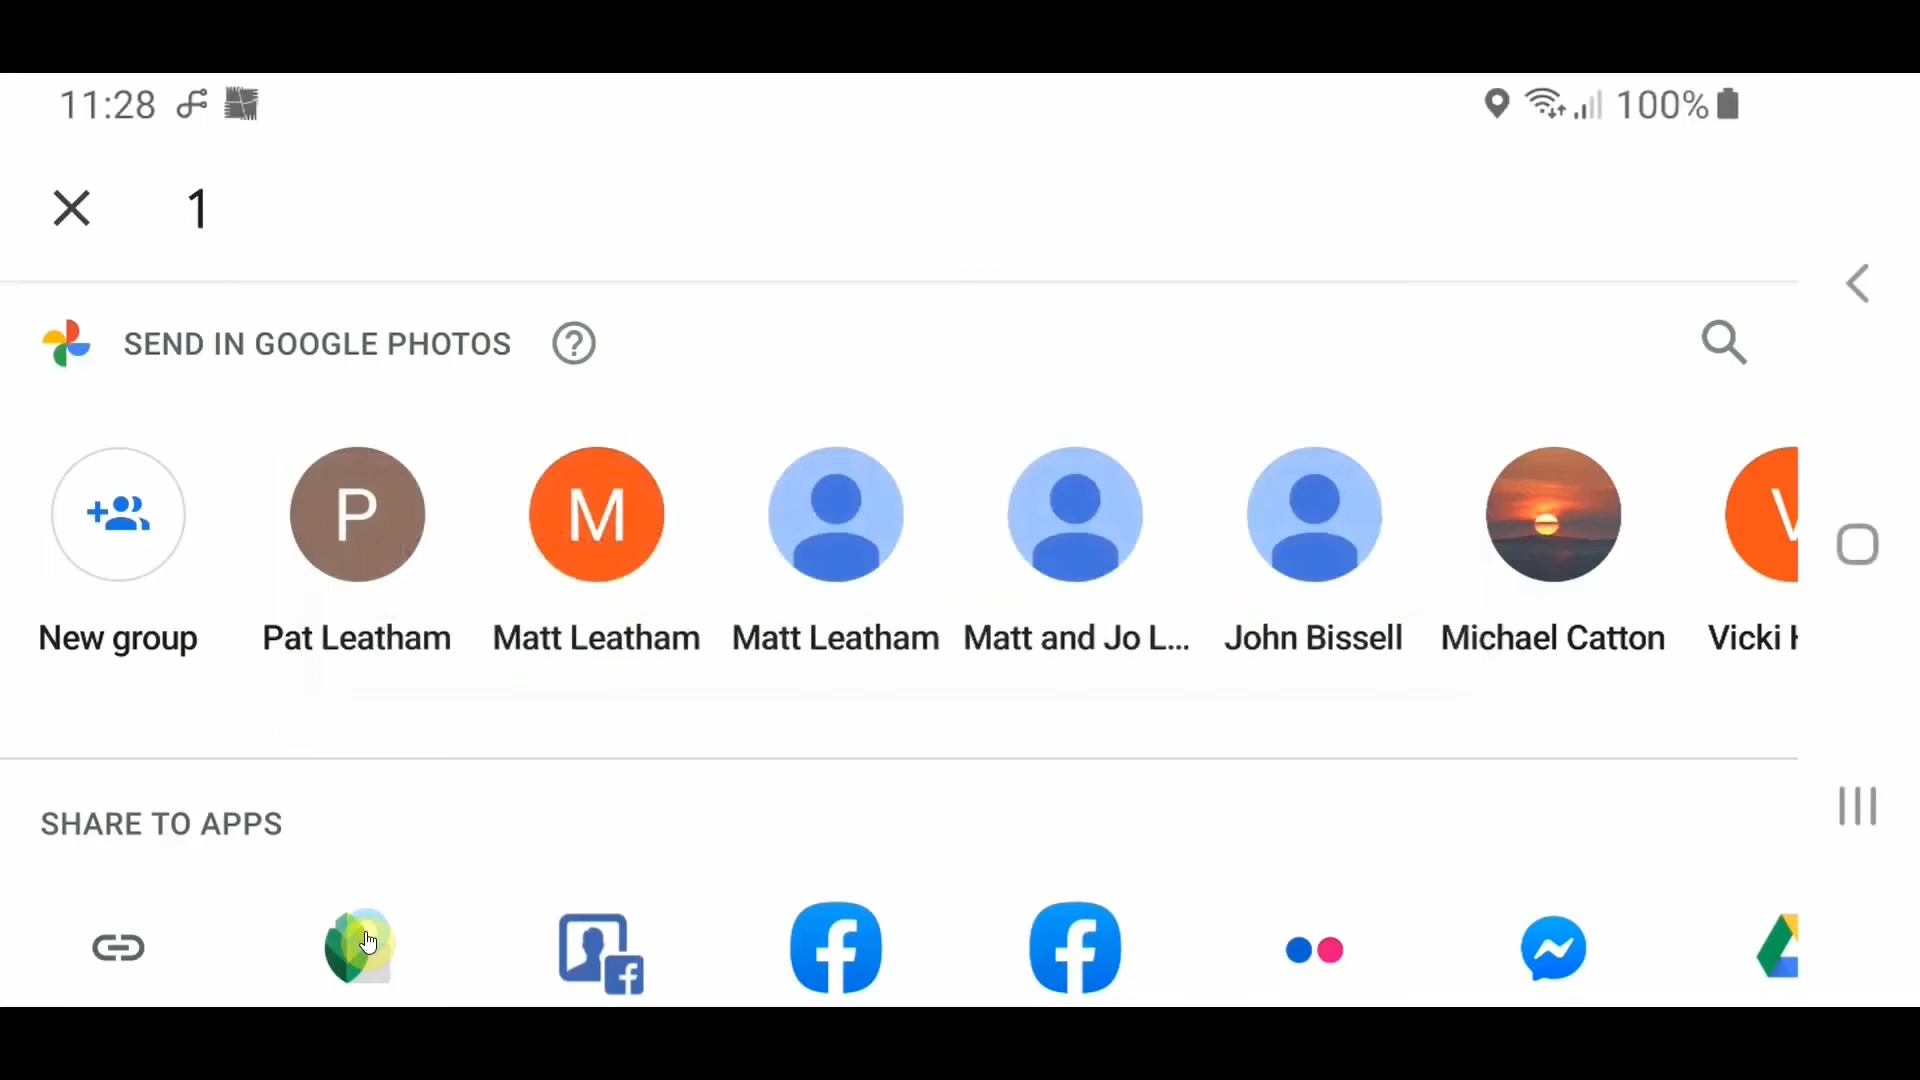 11:28
100%
1
SEND IN GOOGLE PHOTOS
P
M
V
New group
Pat Leatham
Matt Leatham
Matt Leatham
Matt and Jo L...
John Bissell
Michael Catton
Vicki
SHARE TO APPS